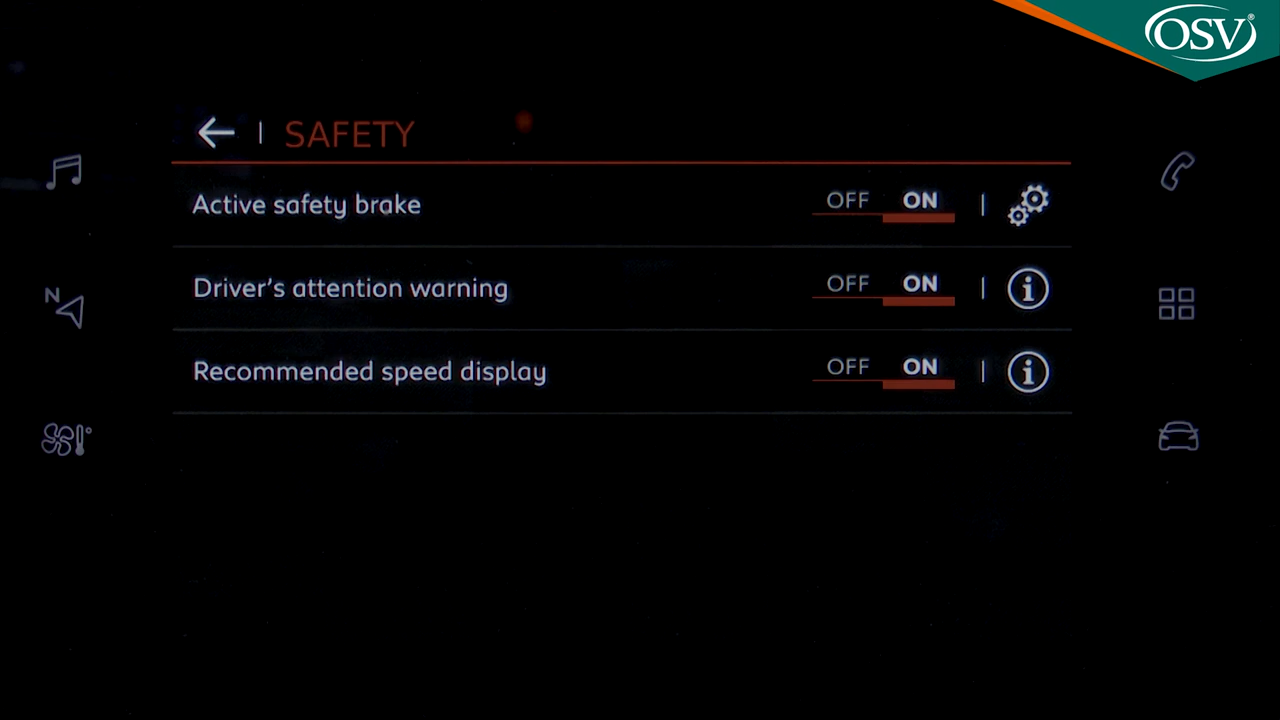 OSV®
SAFETY
Active safety brake OFF ON
Driver's attention warning OFF ON
N
Recommended speed display OFF ON